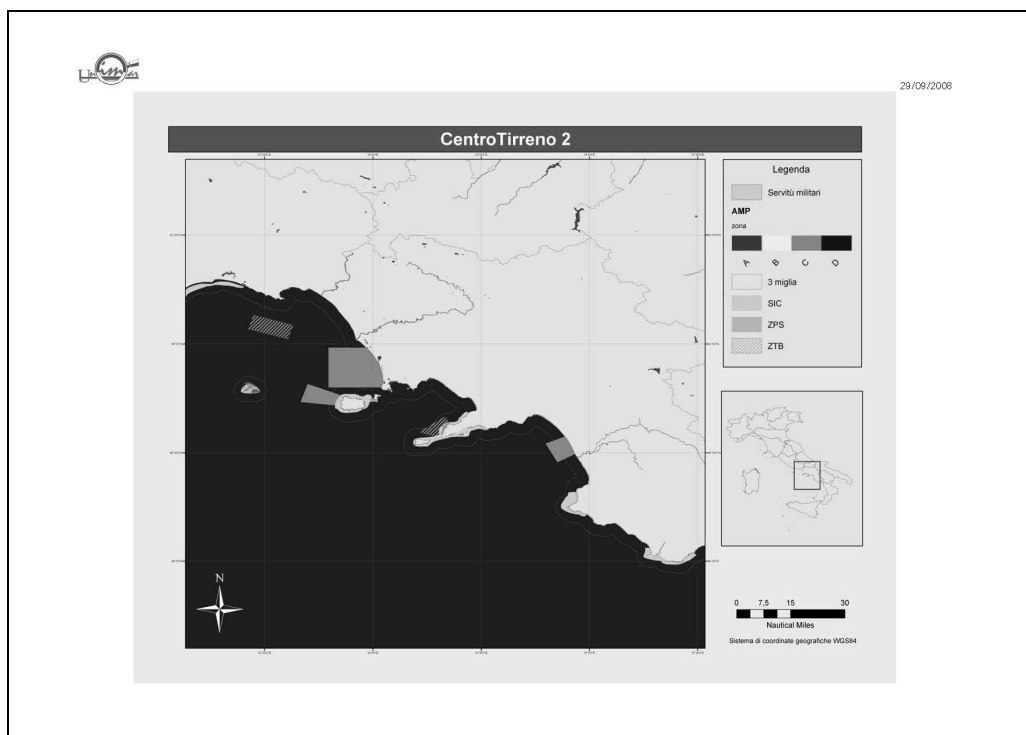 Unimar
29/09/2008
CentroTirreno 2
Legenda
Servitù militari
AMP
zona
A B C D
3 miglia
SIC
ZPS
ZTB
N
0 7,5 15 30
Nautical Miles
Sistema di coordinate geografiche WGS84